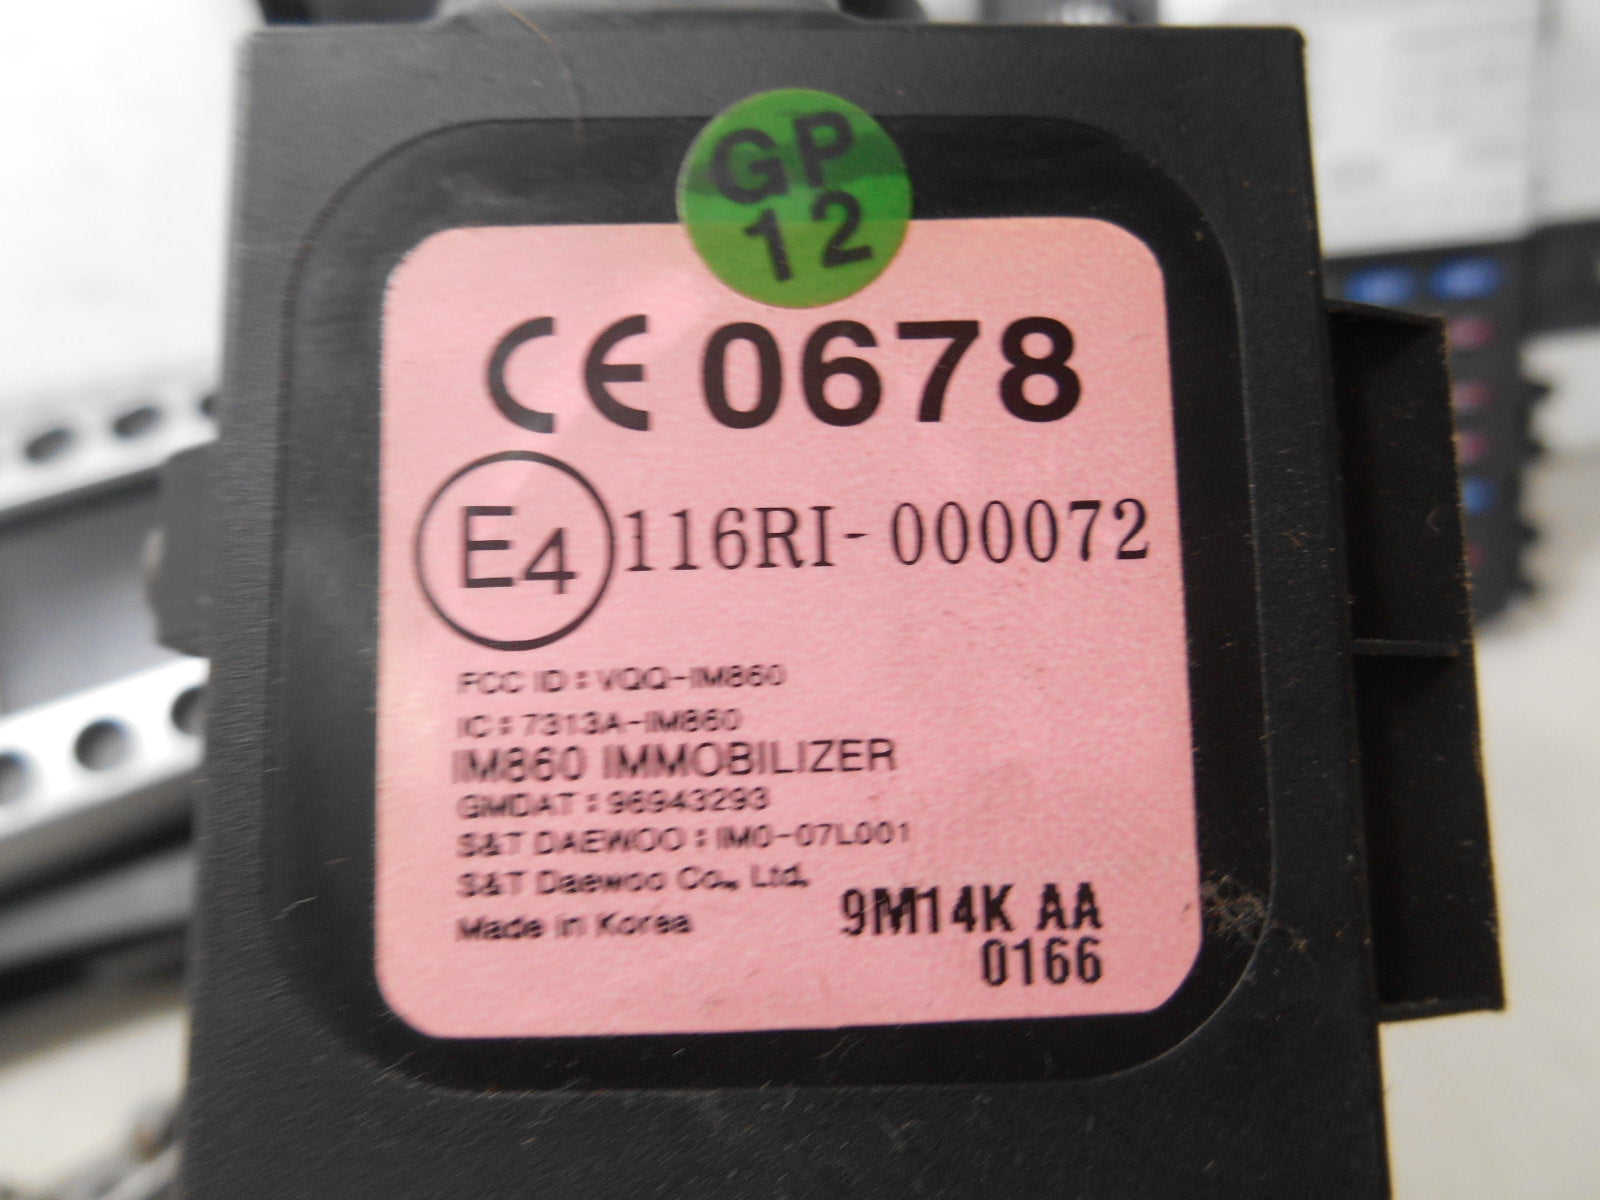 GP
12
CE 0678
E4 116RI-000072
FCC ID : VQQ-IM860
IC : 7313A-IM860
IM860 IMMOBILIZER
GMDAT : 96943293
S&T DAEWOO : IM0-07L001
S&T Daewoo Co., Ltd.
Made in Korea
9M14K AA
0166